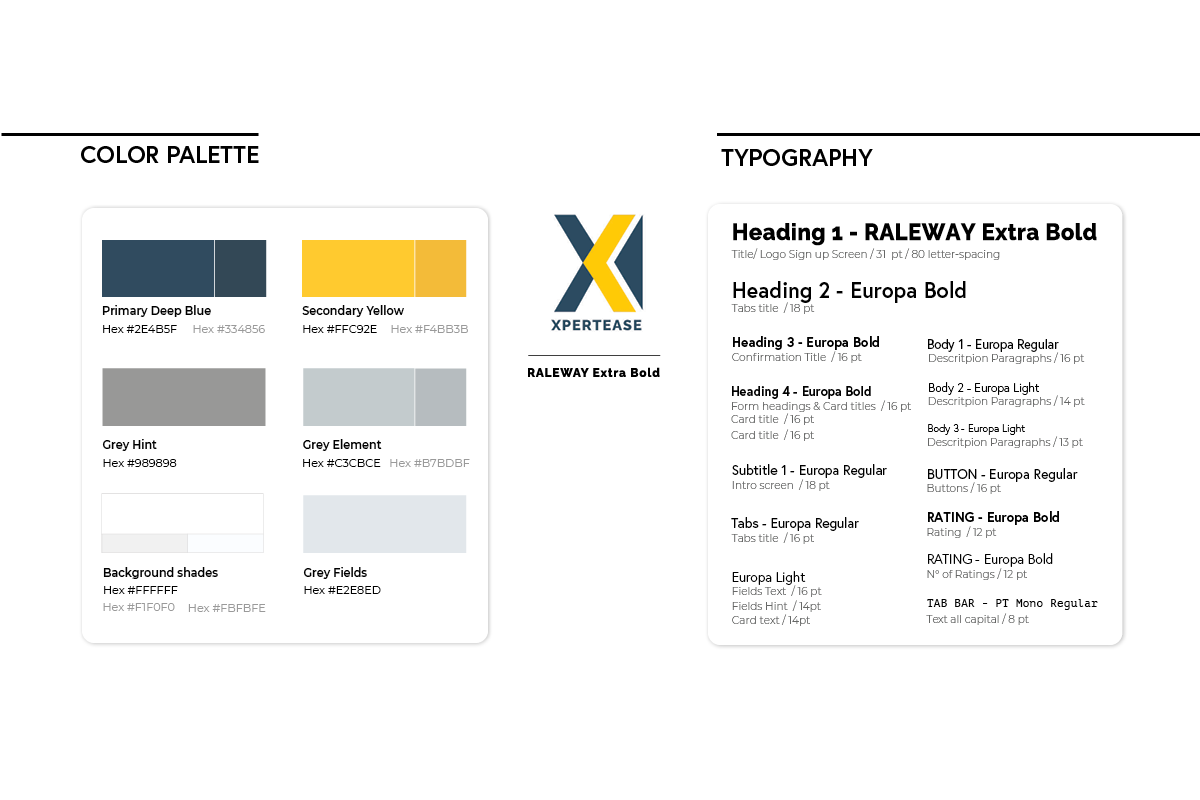 COLOR PALETTE
Primary Deep Blue
Hex #2E4B5F Hex #334856
Secondary Yellow
Hex #FFC92E Hex #F4BB3B
Grey Hint
Hex #989898
Grey Element
Hex #C3CBCE Hex #B7BDBF
Background shades
Hex #FFFFFF
Hex #F1F0F0 Hex #FBFBFE
Grey Fields
Hex #E2E8ED
XPERTEASE
RALEWAY Extra Bold
TYPOGRAPHY
Heading 1 - RALEWAY Extra Bold
Title/ Logo Sign up Screen / 31 pt / 80 letter-spacing
Heading 2 - Europa Bold
Tabs title / 18 pt
Heading 3 - Europa Bold
Confirmation Title / 16 pt
Heading 4 - Europa Bold
Form headings & Card titles / 16 pt
Card title / 16 pt
Card title / 16 pt
Subtitle 1 - Europa Regular
Intro screen / 18 pt
Tabs - Europa Regular
Tabs title / 16 pt
Europa Light
Fields Text / 16 pt
Fields Hint / 14pt
Card text / 14pt
Body 1 - Europa Regular
Descritpion Paragraphs / 16 pt
Body 2 - Europa Light
Descritpion Paragraphs / 14 pt
Body 3 - Europa Light
Descritpion Paragraphs / 13 pt
BUTTON - Europa Regular
Buttons / 16 pt
RATING - Europa Bold
Rating / 12 pt
RATING - Europa Bold
Nº of Ratings / 12 pt
TAB BAR - PT Mono Regular
Text all capital / 8 pt